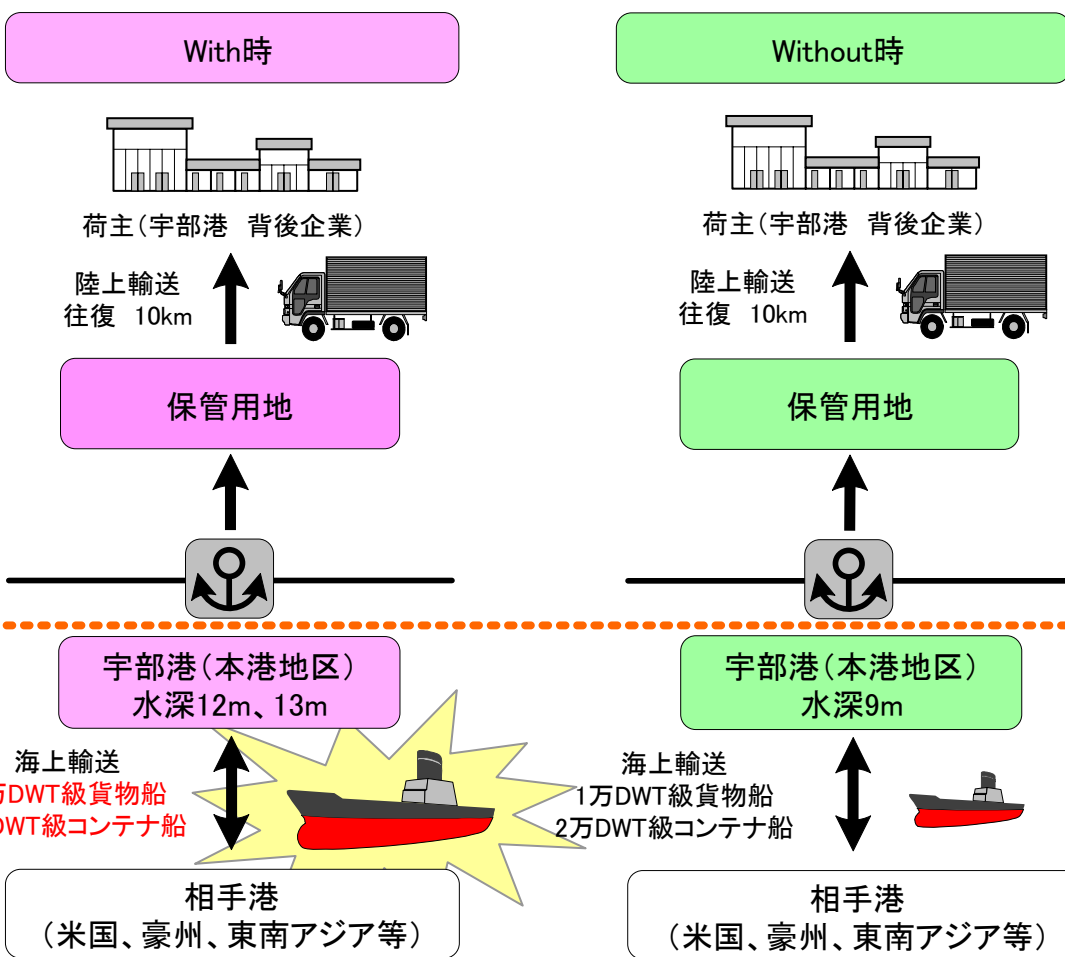 With時
荷主(宇部港　背後企業)
陸上輸送
往復　10km
保管用地
宇部港(本港地区)
水深12m、13m
海上輸送
DWT級貨物船
DWT級コンテナ船
相手港
(米国、豪州、東南アジア等)
Without時
荷主(宇部港　背後企業)
陸上輸送
往復　10km
保管用地
宇部港(本港地区)
水深9m
海上輸送
1万DWT級貨物船
2万DWT級コンテナ船
相手港
(米国、豪州、東南アジア等)